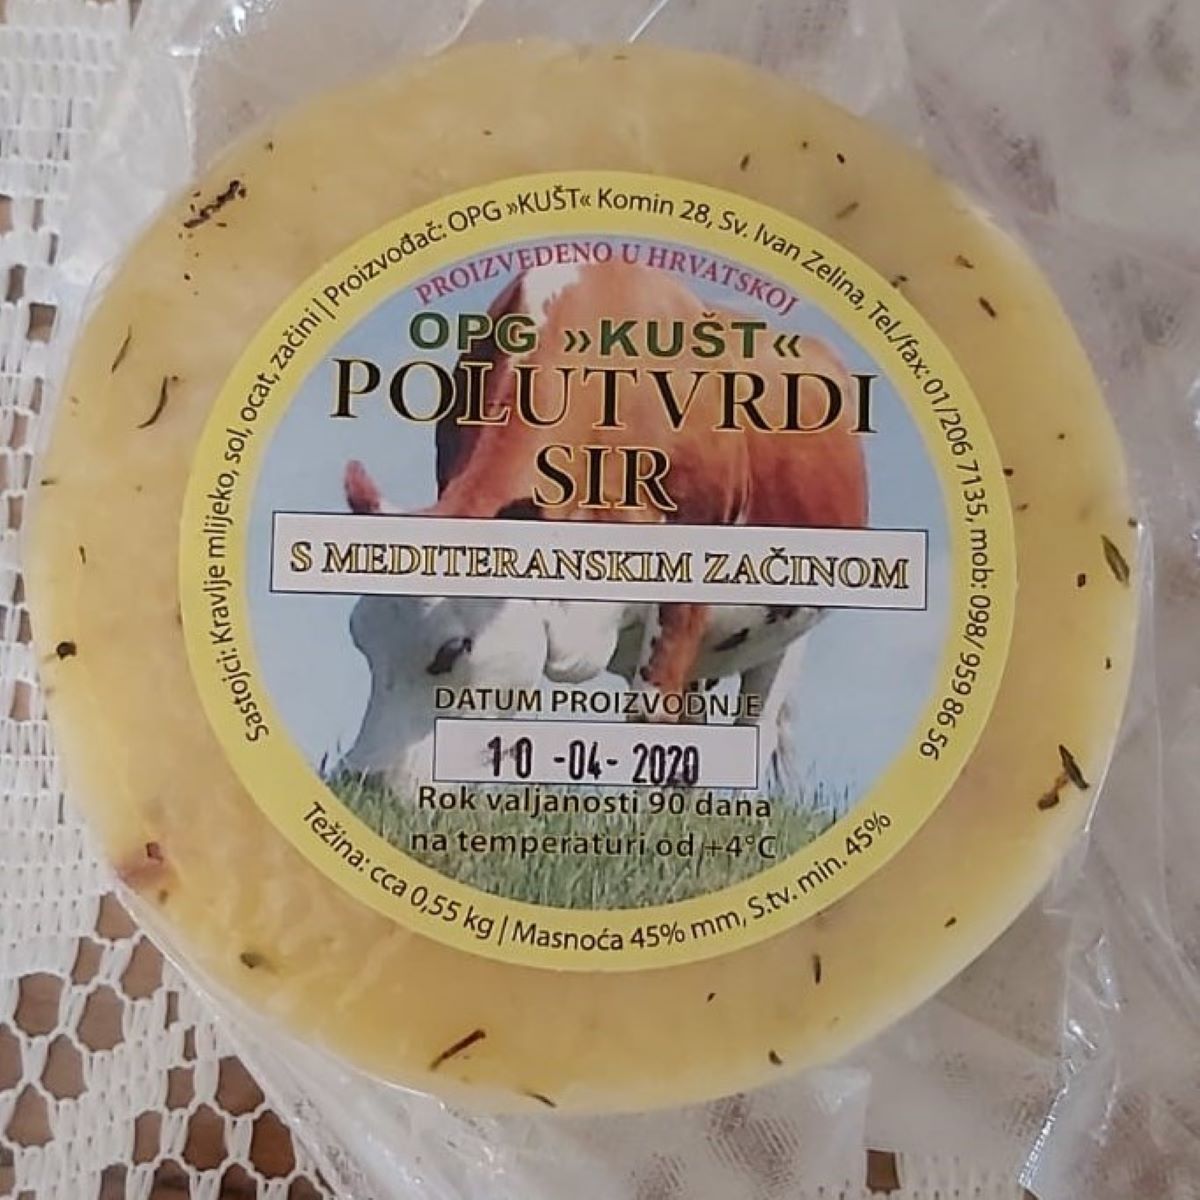 Sastojci: Kravlje mlijeko, sol, ocat, začini | Proizvođač: OPG »KUŠT« Komin 28, Sv. Ivan Zelina, Tel./fax: 01/206 7135, mob: 098/ 959 86 56
PROIZVEDENO U HRVATSKOJ
OPG »KUŠT«
POLUTVRDI
SIR
S MEDITERANSKIM ZAČINOM
DATUM PROIZVODNJE
10 -04- 2020
Rok valjanosti 90 dana
na temperaturi od +4°C
Težina: cca 0,55 kg | Masnoća 45% mm, S.tv. min. 45%